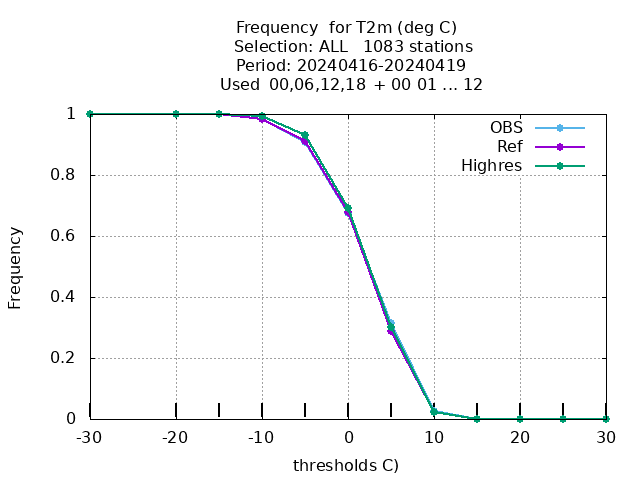 Frequency  for T2m (deg C)
Selection: ALL   1083 stations
Period: 20240416-20240419
Used  00,06,12,18  + 00 01 ... 12
OBS
Ref
Highres
Frequency
1
0.8
0.6
0.4
0.2
0
-30
-20
-10
0
10
20
30
thresholds C)